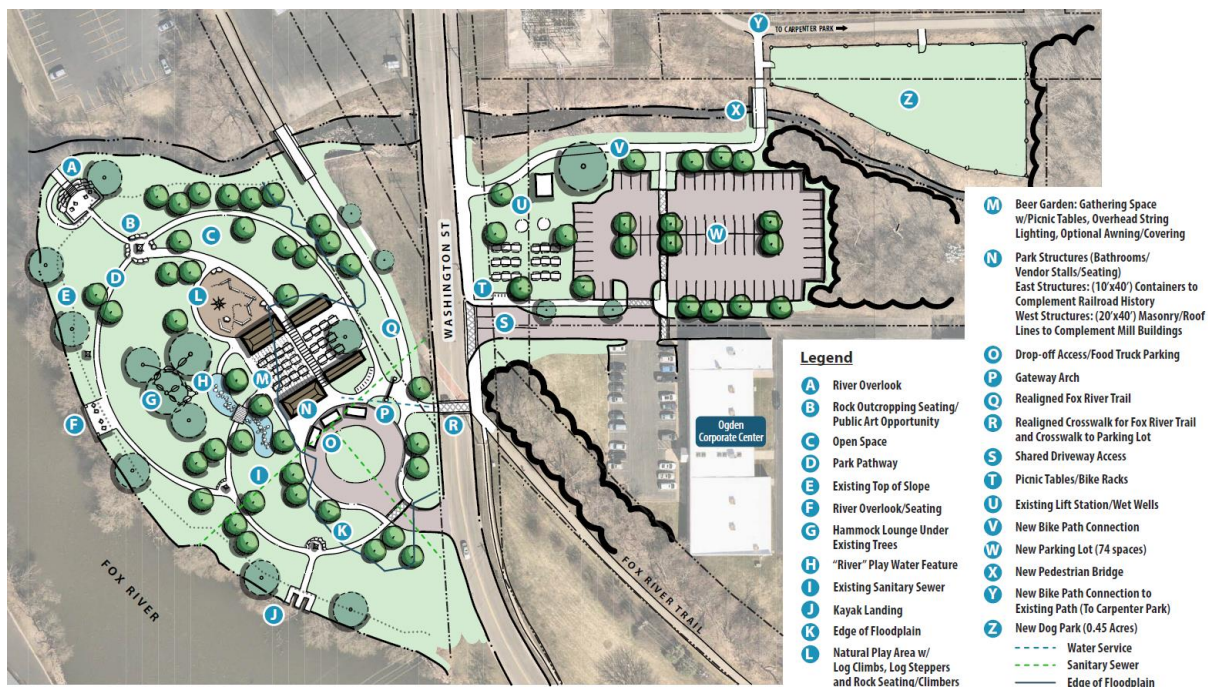 Y
TO CARPENTER PARK
Z
X
A
V
B
C
U
W
D
L
E
WASHINGTON ST
T
S
Q
H
M
G
F
N
P
O
R
I
K
J
FOX RIVER
FOX RIVER TRAIL
Ogden
Corporate Center
Legend
A River Overlook
B Rock Outcropping Seating/
Public Art Opportunity
C Open Space
D Park Pathway
E Existing Top of Slope
F River Overlook/Seating
G Hammock Lounge Under
Existing Trees
H "River" Play Water Feature
I Existing Sanitary Sewer
J Kayak Landing
K Edge of Floodplain
L Natural Play Area w/
Log Climbs, Log Steppers
and Rock Seating/Climbers
M Beer Garden: Gathering Space
w/Picnic Tables, Overhead String
Lighting, Optional Awning/Covering
N Park Structures (Bathrooms/
Vendor Stalls/Seating)
East Structures: (10'x40') Containers to
Complement Railroad History
West Structures: (20'x40') Masonry/Roof
Lines to Complement Mill Buildings
O Drop-off Access/Food Truck Parking
P Gateway Arch
Q Realigned Fox River Trail
R Realigned Crosswalk for Fox River Trail
and Crosswalk to Parking Lot
S Shared Driveway Access
T Picnic Tables/Bike Racks
U Existing Lift Station/Wet Wells
V New Bike Path Connection
W New Parking Lot (74 spaces)
X New Pedestrian Bridge
Y New Bike Path Connection to
Existing Path (To Carpenter Park)
Z New Dog Park (0.45 Acres)
Water Service
Sanitary Sewer
Edge of Floodplain